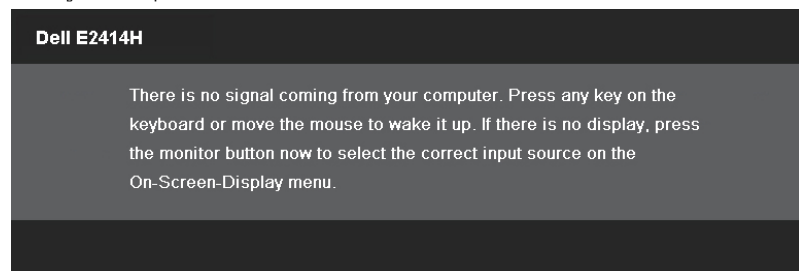 Dell E2414H
There is no signal coming from your computer. Press any key on the
keyboard or move the mouse to wake it up. If there is no display, press
the monitor button now to select the correct input source on the
On-Screen-Display menu.